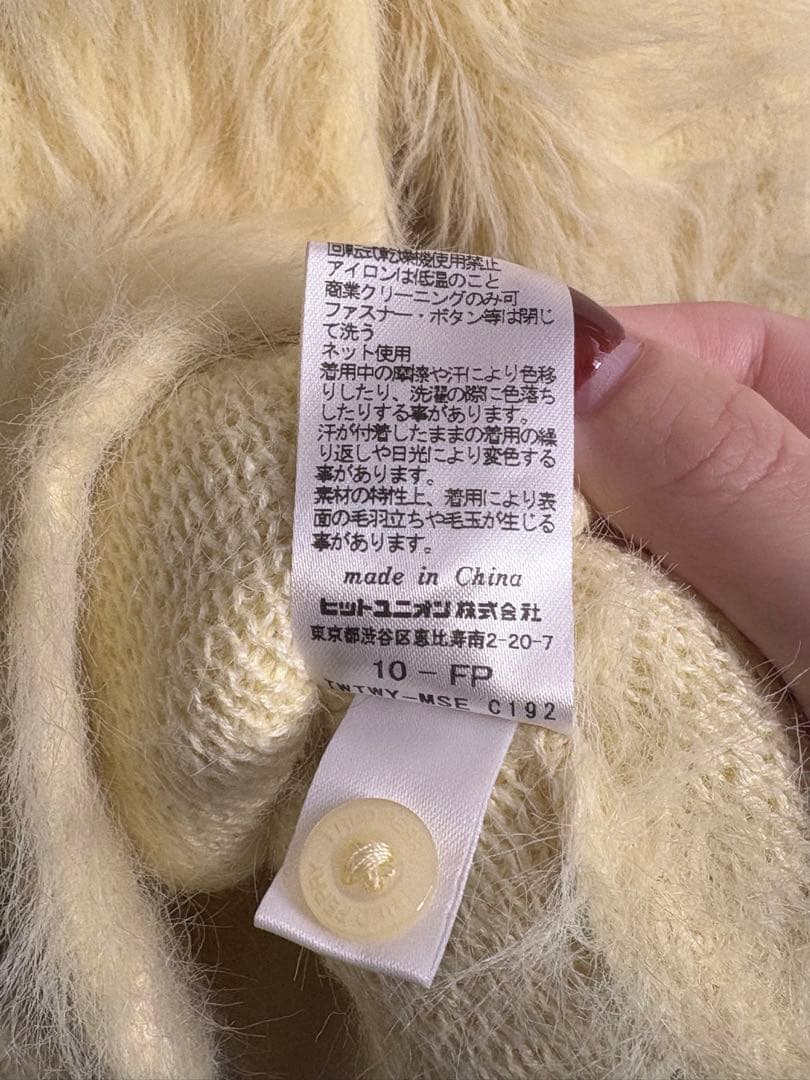 回転式乾燥機使用禁止
アイロンは低温のこと
商業クリーニングのみ可
ファスナー・ボタン等は閉じ
て洗う
ネット使用
着用中の摩擦や汗により色移
りしたり、洗濯の際に色落ち
したりする事があります。
汗が付着したままの着用の繰
り返しや日光により変色する
事があります。
素材の特性上、着用により表
面の毛羽立ちや毛玉が生じる
事があります。
made in China
ヒットユニオン株式会社
東京都渋谷区恵比寿南2-20-7
10-FP
TWTWY-MSE C192